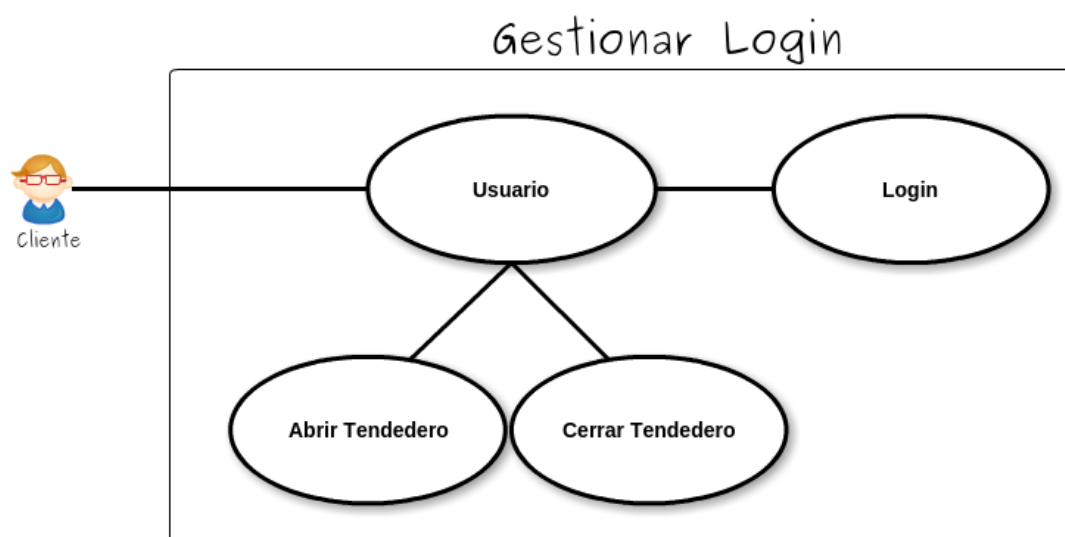 Gestionar Login
Usuario
Login
Cliente
Abrir Tendedero
Cerrar Tendedero